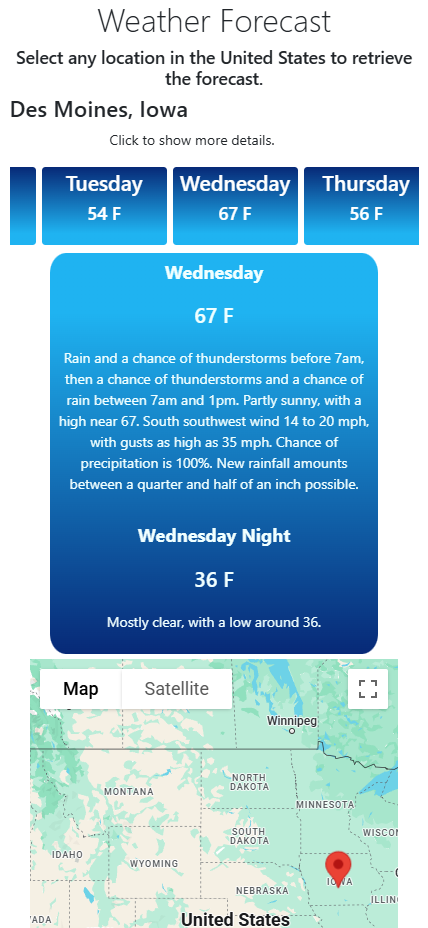 Weather Forecast
Select any location in the United States to retrieve
the forecast.
Des Moines, Iowa
Click to show more details.
Tuesday Wednesday Thursday
54 F 67 F 56 F
Wednesday
67 F
Rain and a chance of thunderstorms before 7am,
then a chance of thunderstorms and a chance of
rain between 7am and 1pm. Partly sunny, with a
high near 67. South southwest wind 14 to 20 mph,
with gusts as high as 35 mph. Chance of
precipitation is 100%. New rainfall amounts
between a quarter and half of an inch possible.
Wednesday Night
36 F
Mostly clear, with a low around 36.
Map Satellite
Winnipeg
NORTH
DAKOTA
MONTANA
MINNESOTA
SOUTH
DAKOTA
WISCON
IDAHO
WYOMING
IOWA
NEBRASKA
ILLIN
ADA
United States